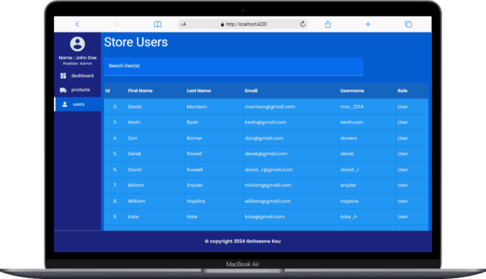 AA http://localhost:4200
Store Users
Name : John Doe
Position: Admin
dashboard
products
users
Search User(s)
Id First Name Last Name Email Username Role
2. David Morrison morrison@gmail.com mor_2314 User
3. Kevin Ryan kevin@gmail.com kevinryan User
4. Don Romer don@gmail.com donero User
5. Derek Powell derek@gmail.com derek User
6. David Russell david_r@gmail.com david_r User
7. Miriam Snyder miriam@gmail.com snyder User
8. William Hopkins william@gmail.com hopkins User
9. Kate Hale kate@gmail.com kate_h User
© copyright 2024 Gaitswane Kau
MacBook Air